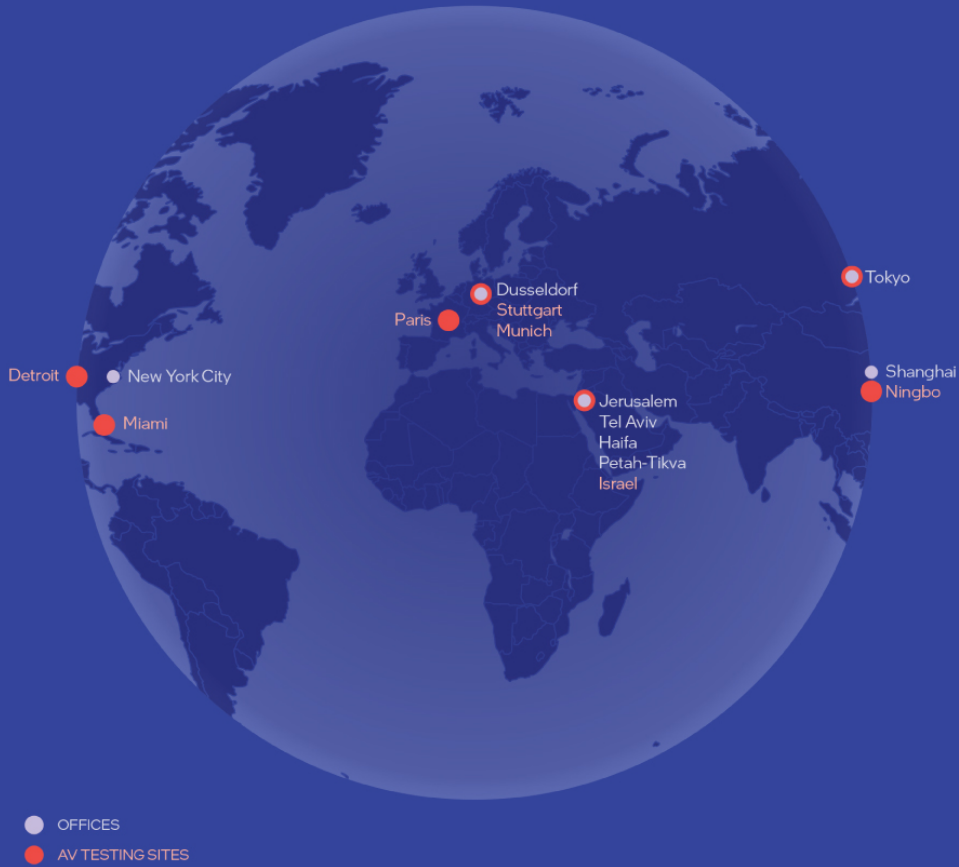 Tokyo
Dusseldorf
Stuttgart
Munich
Paris
Detroit
New York City
Shanghai
Ningbo
Miami
Jerusalem
Tel Aviv
Haifa
Petah-Tikva
Israel
OFFICES
AV TESTING SITES